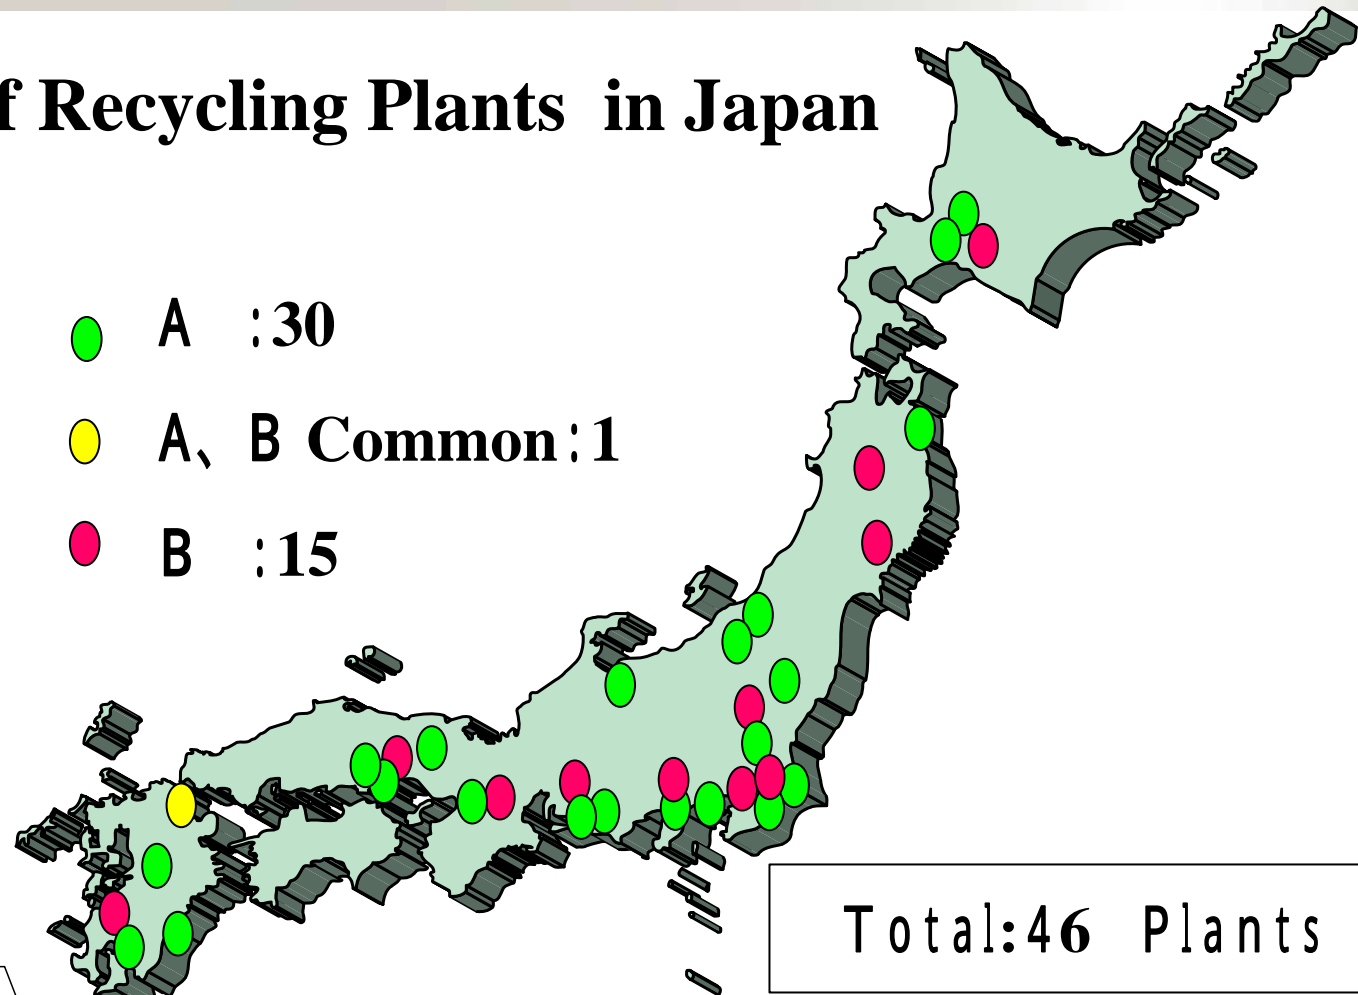 f Recycling Plants in Japan
A :30
A、B Common:1
B :15
Total:46 Plants